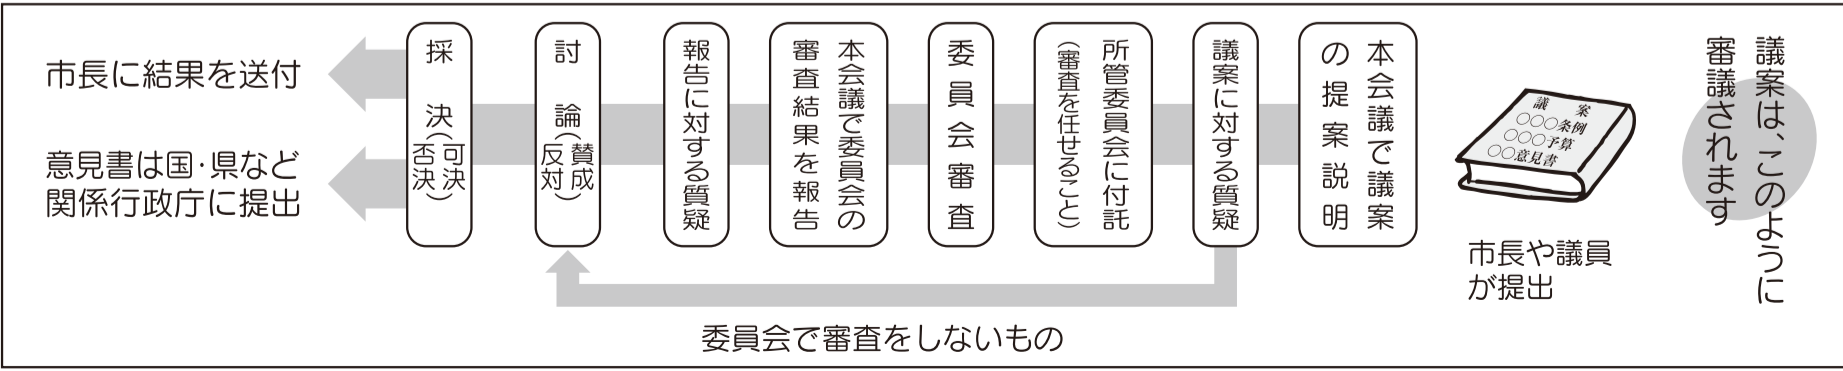 議案は、このように
審議されます
議案
○○○条例
○○○予算
○○意見書
市長や議員
が提出
本会議で議案
の提案説明
議案に対する質疑
所管委員会に付託
（審査を任せること）
委員会審査
本会議で委員会の
審査結果を報告
報告に対する質疑
討論（賛成
反対）
採決（可決
否決）
市長に結果を送付
意見書は国・県など
関係行政庁に提出
委員会で審査をしないもの